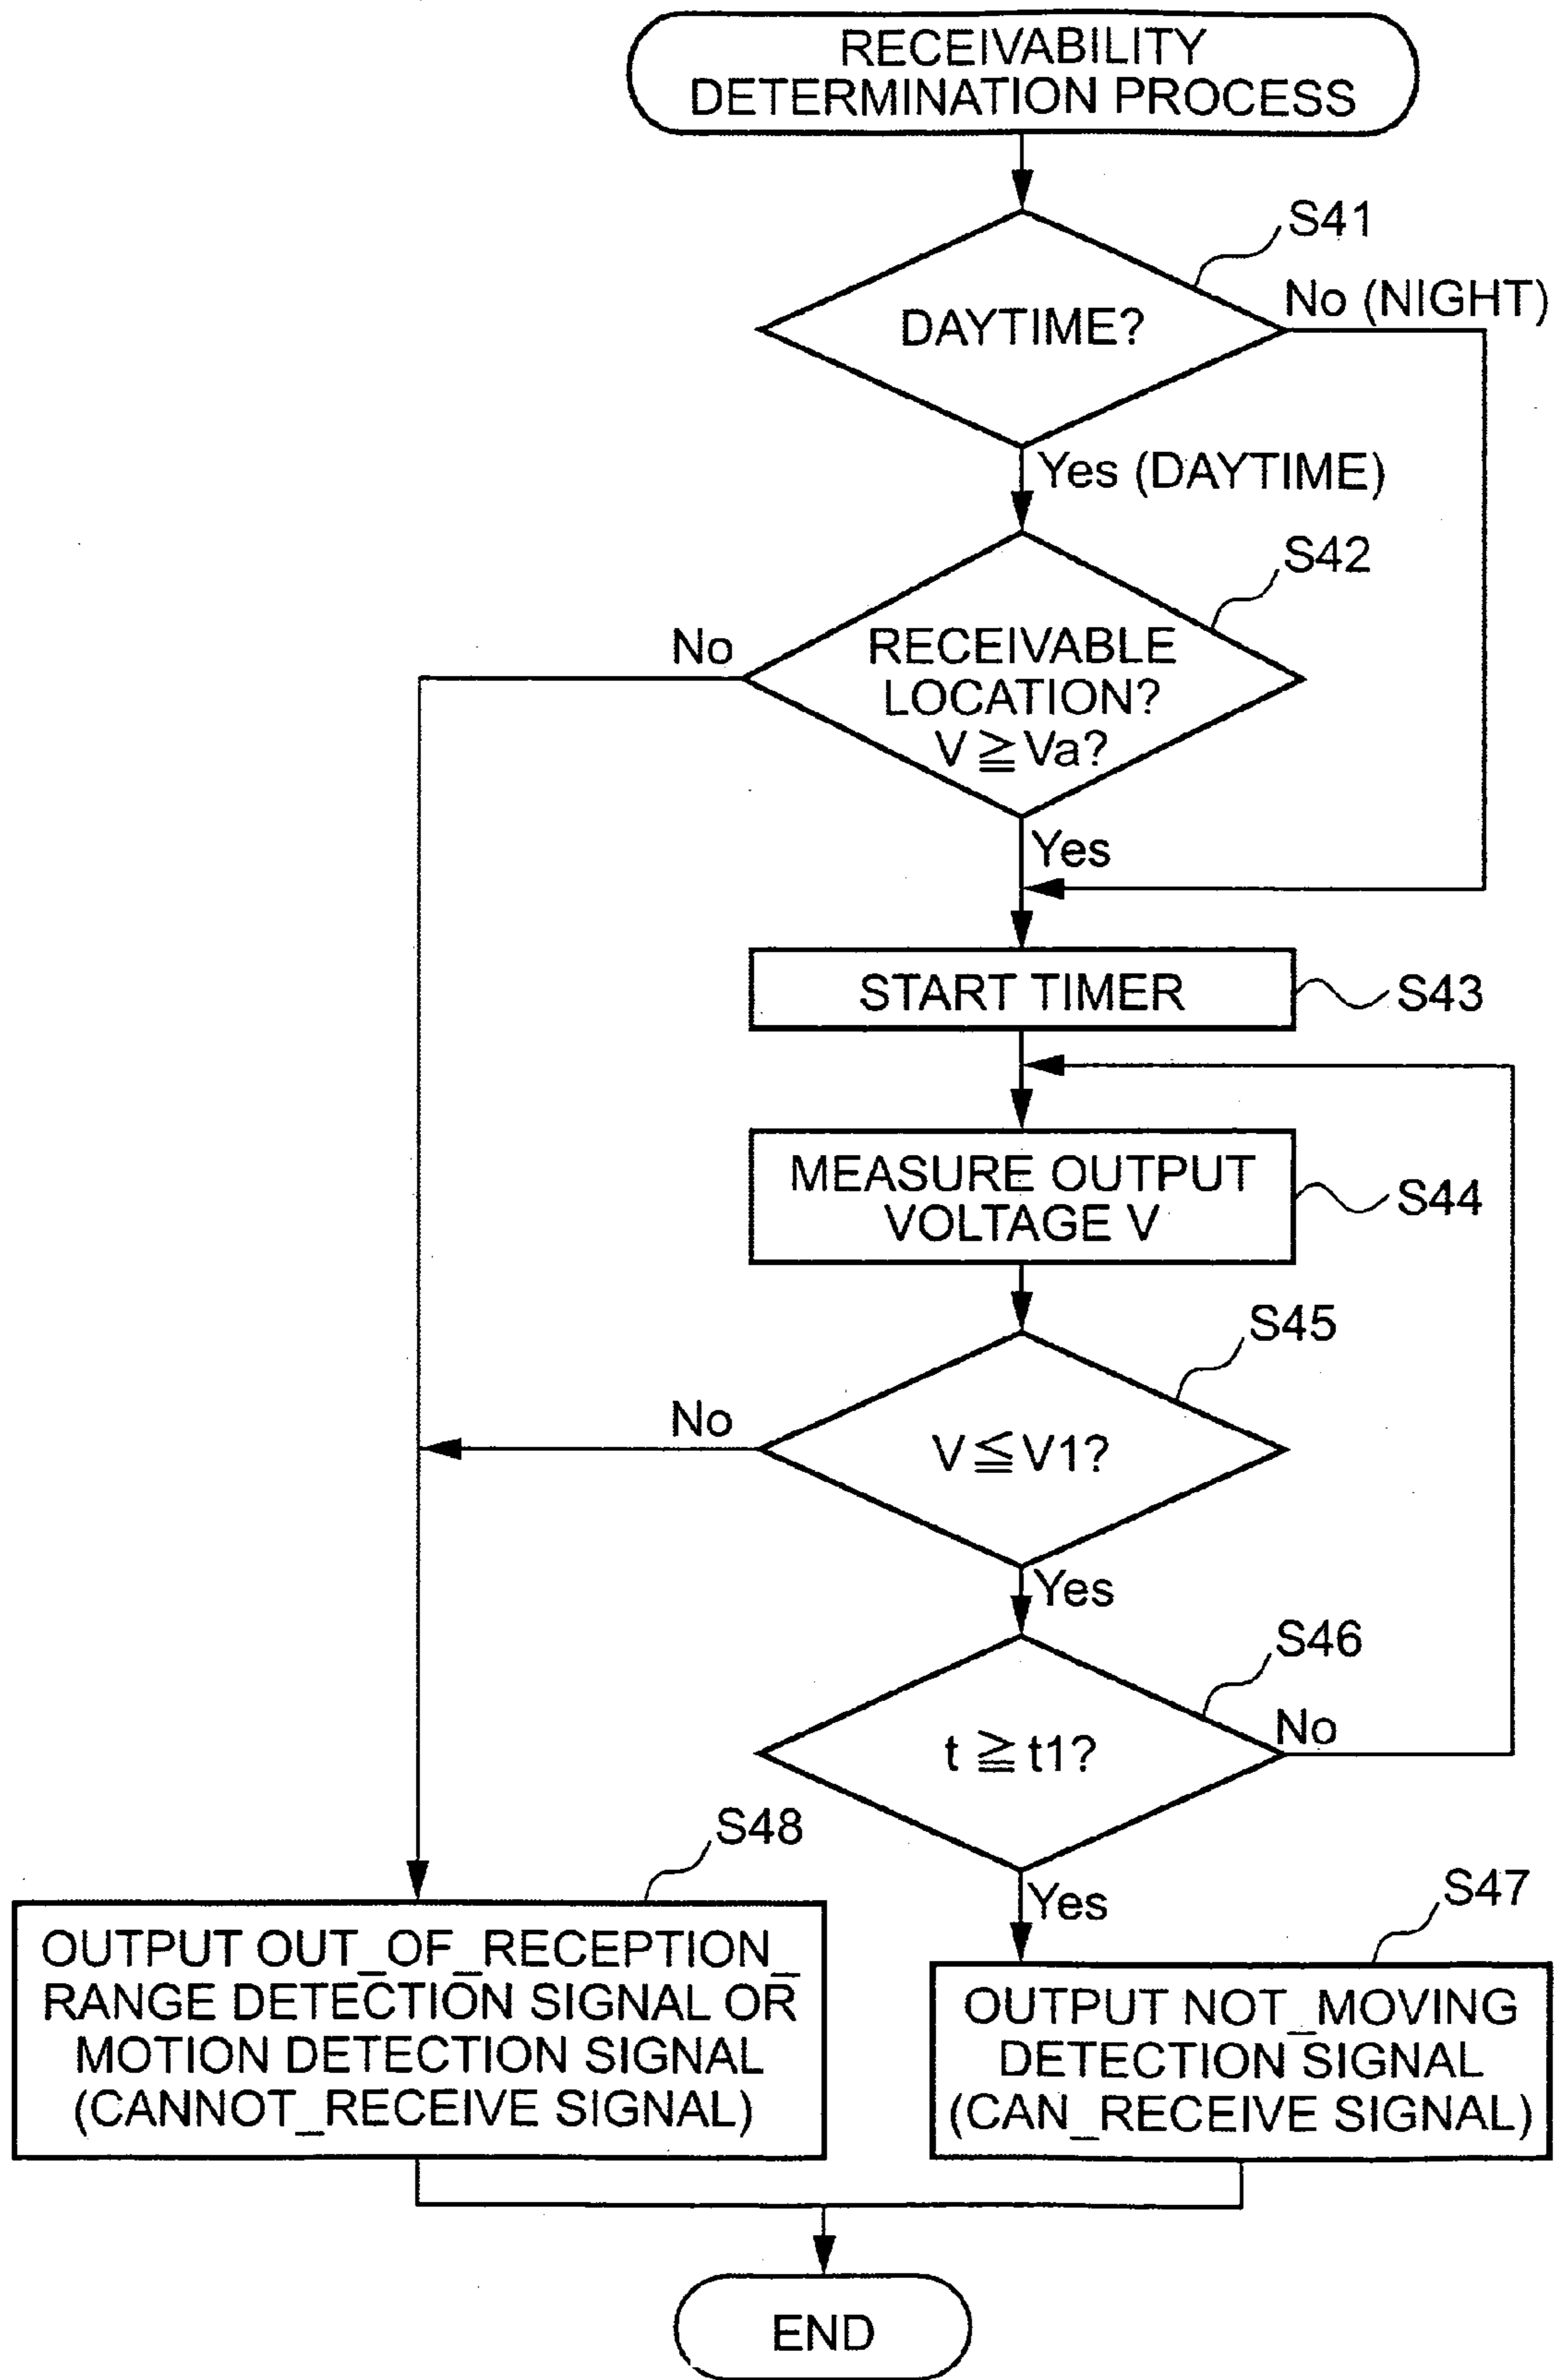 RECEIVABILITY
DETERMINATION PROCESS
S41
DAYTIME?
No (NIGHT)
Yes (DAYTIME)
S42
No
RECEIVABLE
LOCATION?
V ≧ Va?
Yes
START TIMER
S43
MEASURE OUTPUT
VOLTAGE V
S44
S45
No
V ≦ V1?
Yes
S46
t ≧ t1?
No
S48
Yes
S47
OUTPUT OUT_OF_RECEPTION_
RANGE DETECTION SIGNAL OR
MOTION DETECTION SIGNAL
(CANNOT_RECEIVE SIGNAL)
OUTPUT NOT_MOVING
DETECTION SIGNAL
(CAN_RECEIVE SIGNAL)
END